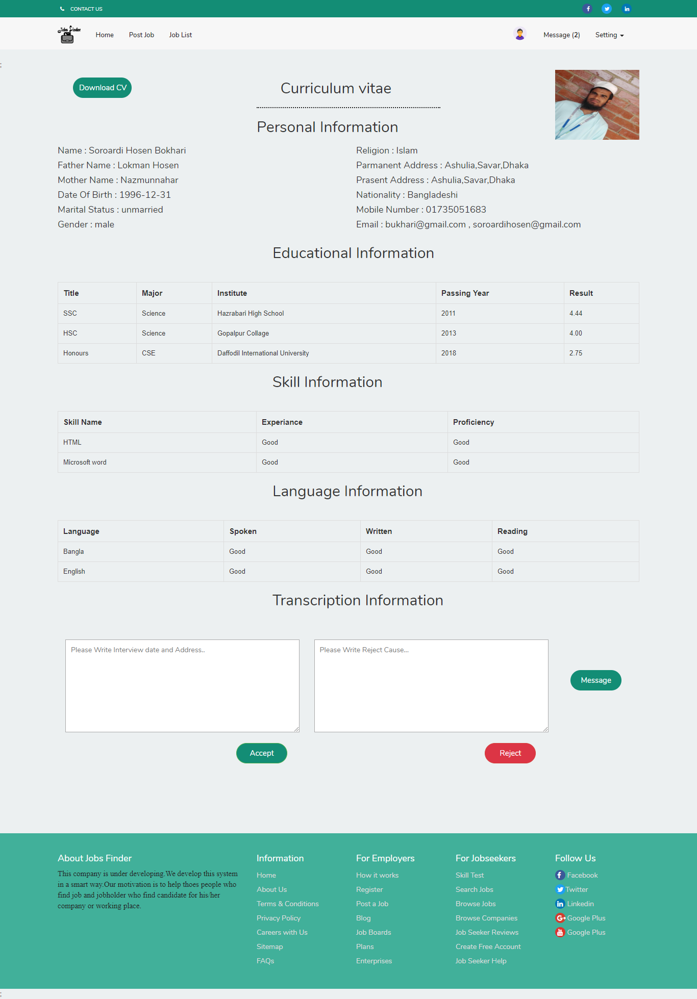 CONTACT US
Jobs Finder
Home Post Job Job List Message (2) Setting
;
Download CV
Curriculum vitae
Personal Information
Name : Soroardi Hosen Bokhari
Father Name : Lokman Hosen
Mother Name : Nazmunnahar
Date Of Birth : 1996-12-31
Marital Status : unmarried
Gender : male
Religion : Islam
Parmanent Address : Ashulia,Savar,Dhaka
Prasent Address : Ashulia,Savar,Dhaka
Nationality : Bangladeshi
Mobile Number : 01735051683
Email : bukhari@gmail.com , soroardihosen@gmail.com
Educational Information
Title Major Institute Passing Year Result
SSC Science Hazrabari High School 2011 4.44
HSC Science Gopalpur Collage 2013 4.00
Honours CSE Daffodil International University 2018 2.75
Skill Information
Skill Name Experiance Proficiency
HTML Good Good
Microsoft word Good Good
Language Information
Language Spoken Written Reading
Bangla Good Good Good
English Good Good Good
Transcription Information
Please Write Interview date and Address..
Please Write Reject Cause...
Message
Accept
Reject
About Jobs Finder
This company is under developing.We develop this system
in a smart way.Our motivation is to help thoes people who
find job and jobholder who find candidate for his/her
company or working place.
Information
Home
About Us
Terms & Conditions
Privacy Policy
Careers with Us
Sitemap
FAQs
For Employers
How it works
Register
Post a Job
Blog
Job Boards
Plans
Enterprises
For Jobseekers
Skill Test
Search Jobs
Browse Jobs
Browse Companies
Job Seeker Reviews
Create Free Account
Job Seeker Help
Follow Us
Facebook
Twitter
Linkedin
Google Plus
Google Plus
;